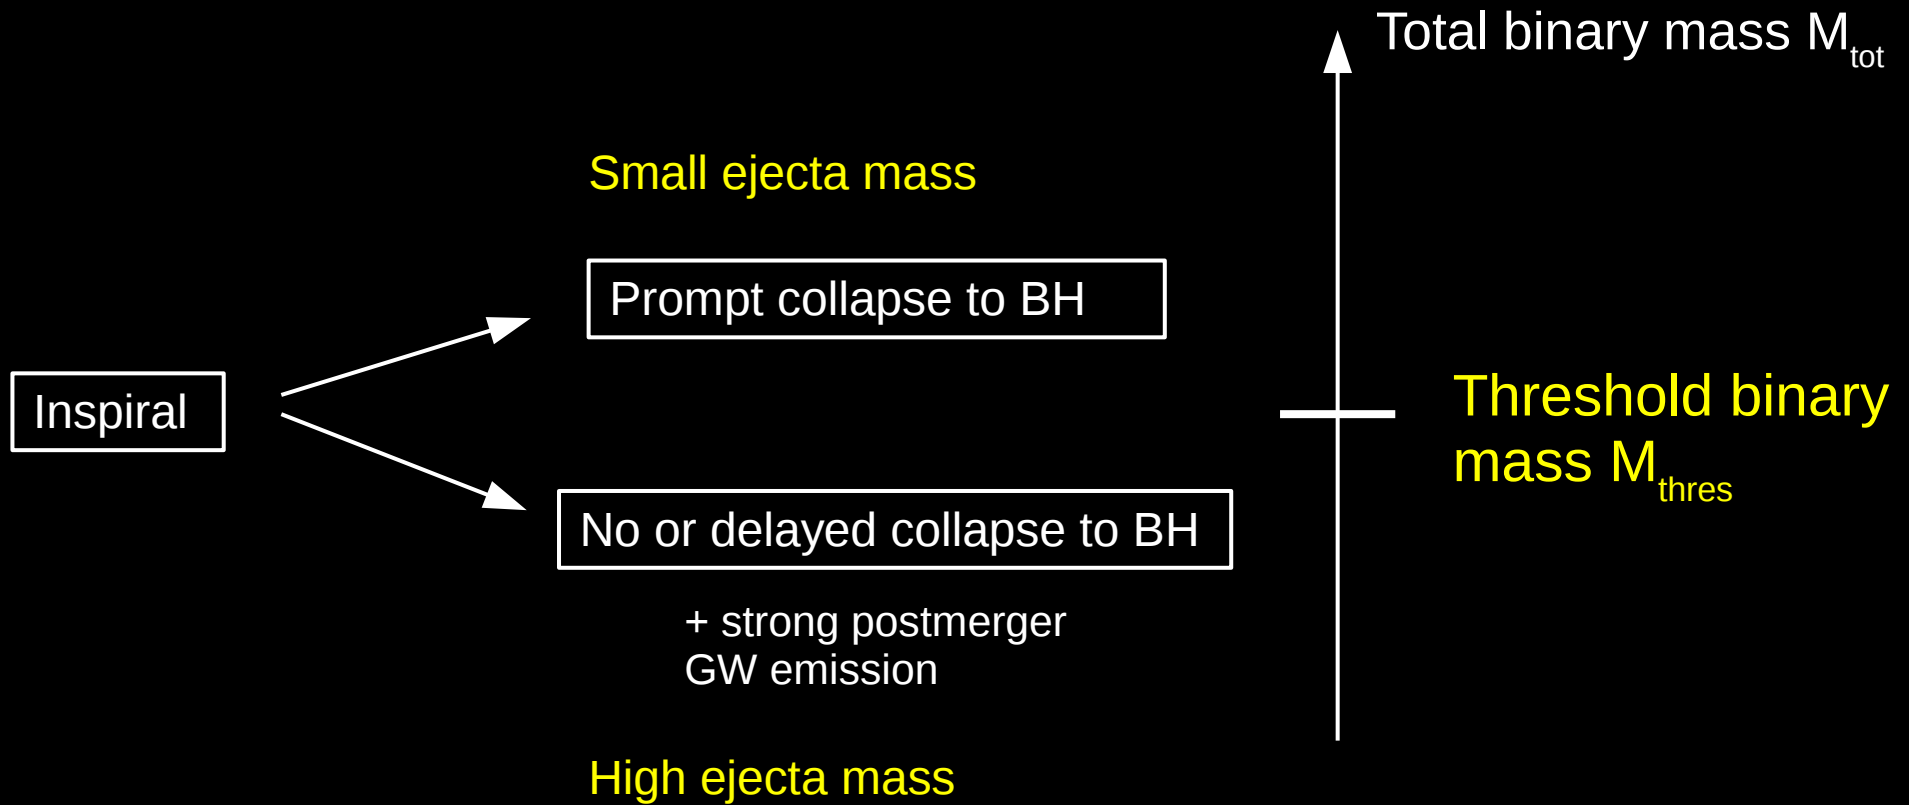 Total binary mass Mtot
Small ejecta mass
Prompt collapse to BH
Inspiral
Threshold binary
mass Mthres
No or delayed collapse to BH
+ strong postmerger
GW emission
High ejecta mass